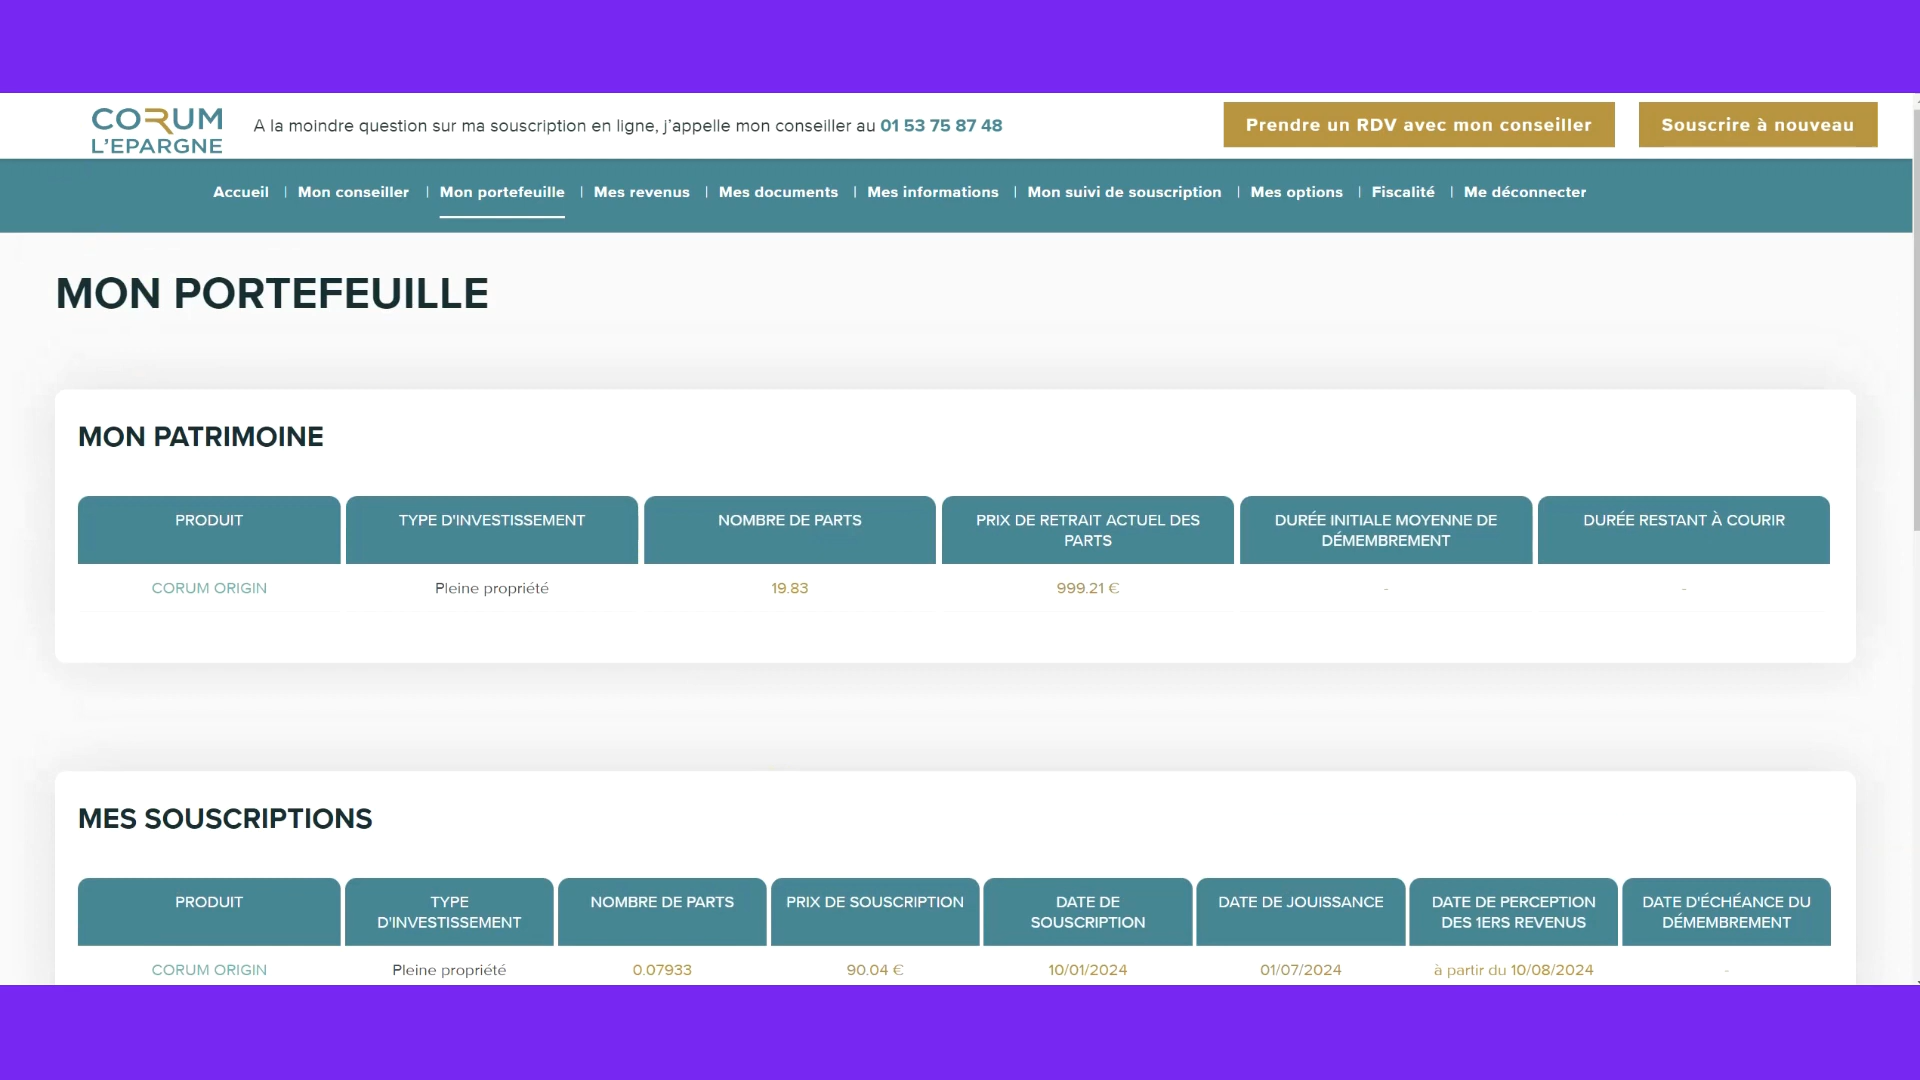 CORUM
L'EPARGNE
A la moindre question sur ma souscription en ligne, j'appelle mon conseiller au 01 53 75 87 48
Prendre un RDV avec mon conseiller
Souscrire à nouveau
Accueil | Mon conseiller | Mon portefeuille | Mes revenus | Mes documents | Mes informations | Mon suivi de souscription | Mes options | Fiscalité | Me déconnecter
MON PORTEFEUILLE
MON PATRIMOINE
PRODUIT
TYPE D'INVESTISSEMENT
NOMBRE DE PARTS
PRIX DE RETRAIT ACTUEL DES
PARTS
DURÉE INITIALE MOYENNE DE
DÉMEMBREMENT
DURÉE RESTANT À COURIR
CORUM ORIGIN
Pleine propriété
19.83
999.21 €
-
-
MES SOUSCRIPTIONS
PRODUIT
TYPE
D'INVESTISSEMENT
NOMBRE DE PARTS
PRIX DE SOUSCRIPTION
DATE DE
SOUSCRIPTION
DATE DE JOUISSANCE
DATE DE PERCEPTION
DES 1ERS REVENUS
DATE D'ÉCHÉANCE DU
DÉMEMBREMENT
CORUM ORIGIN
Pleine propriété
0.07933
90.04 €
10/01/2024
01/07/2024
à partir du 10/08/2024
-